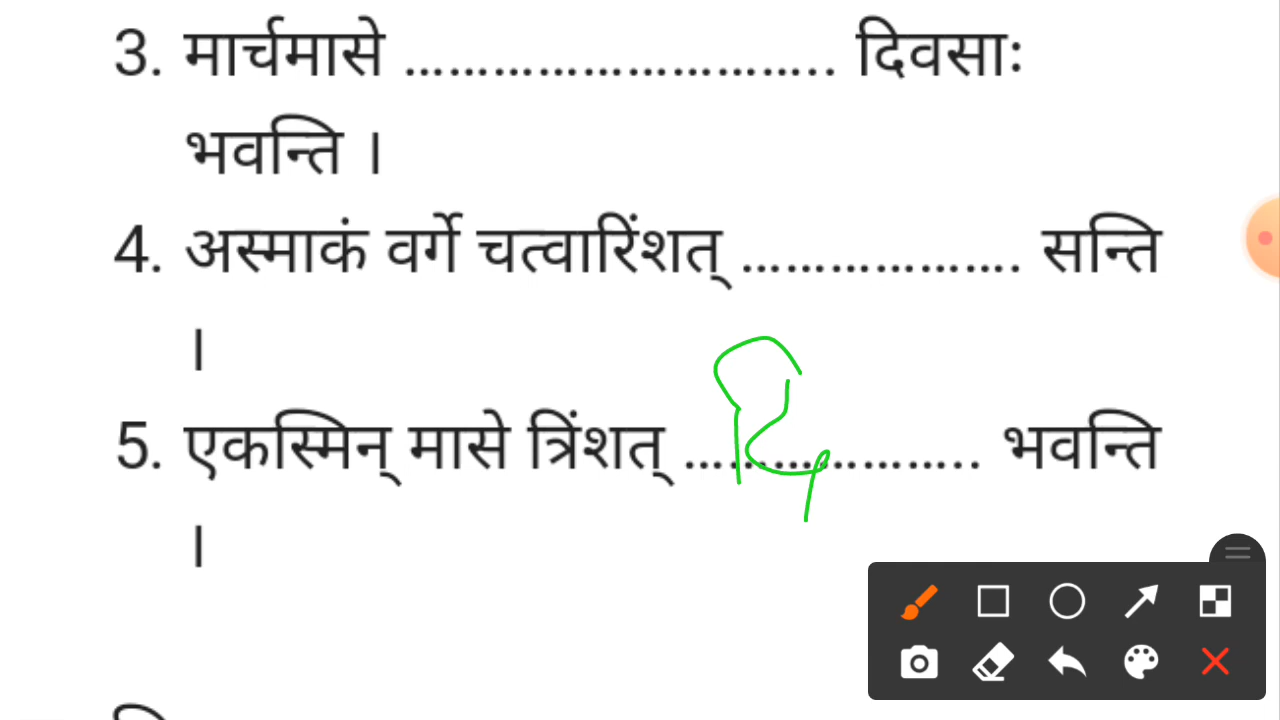 3. मार्चमासे ............................ दिवसाः
भवन्ति ।
4. अस्माकं वर्गे चत्वारिंशत् ................... सन्ति
।
5. एकस्मिन् मासे त्रिंशत् .................... भवन्ति
।